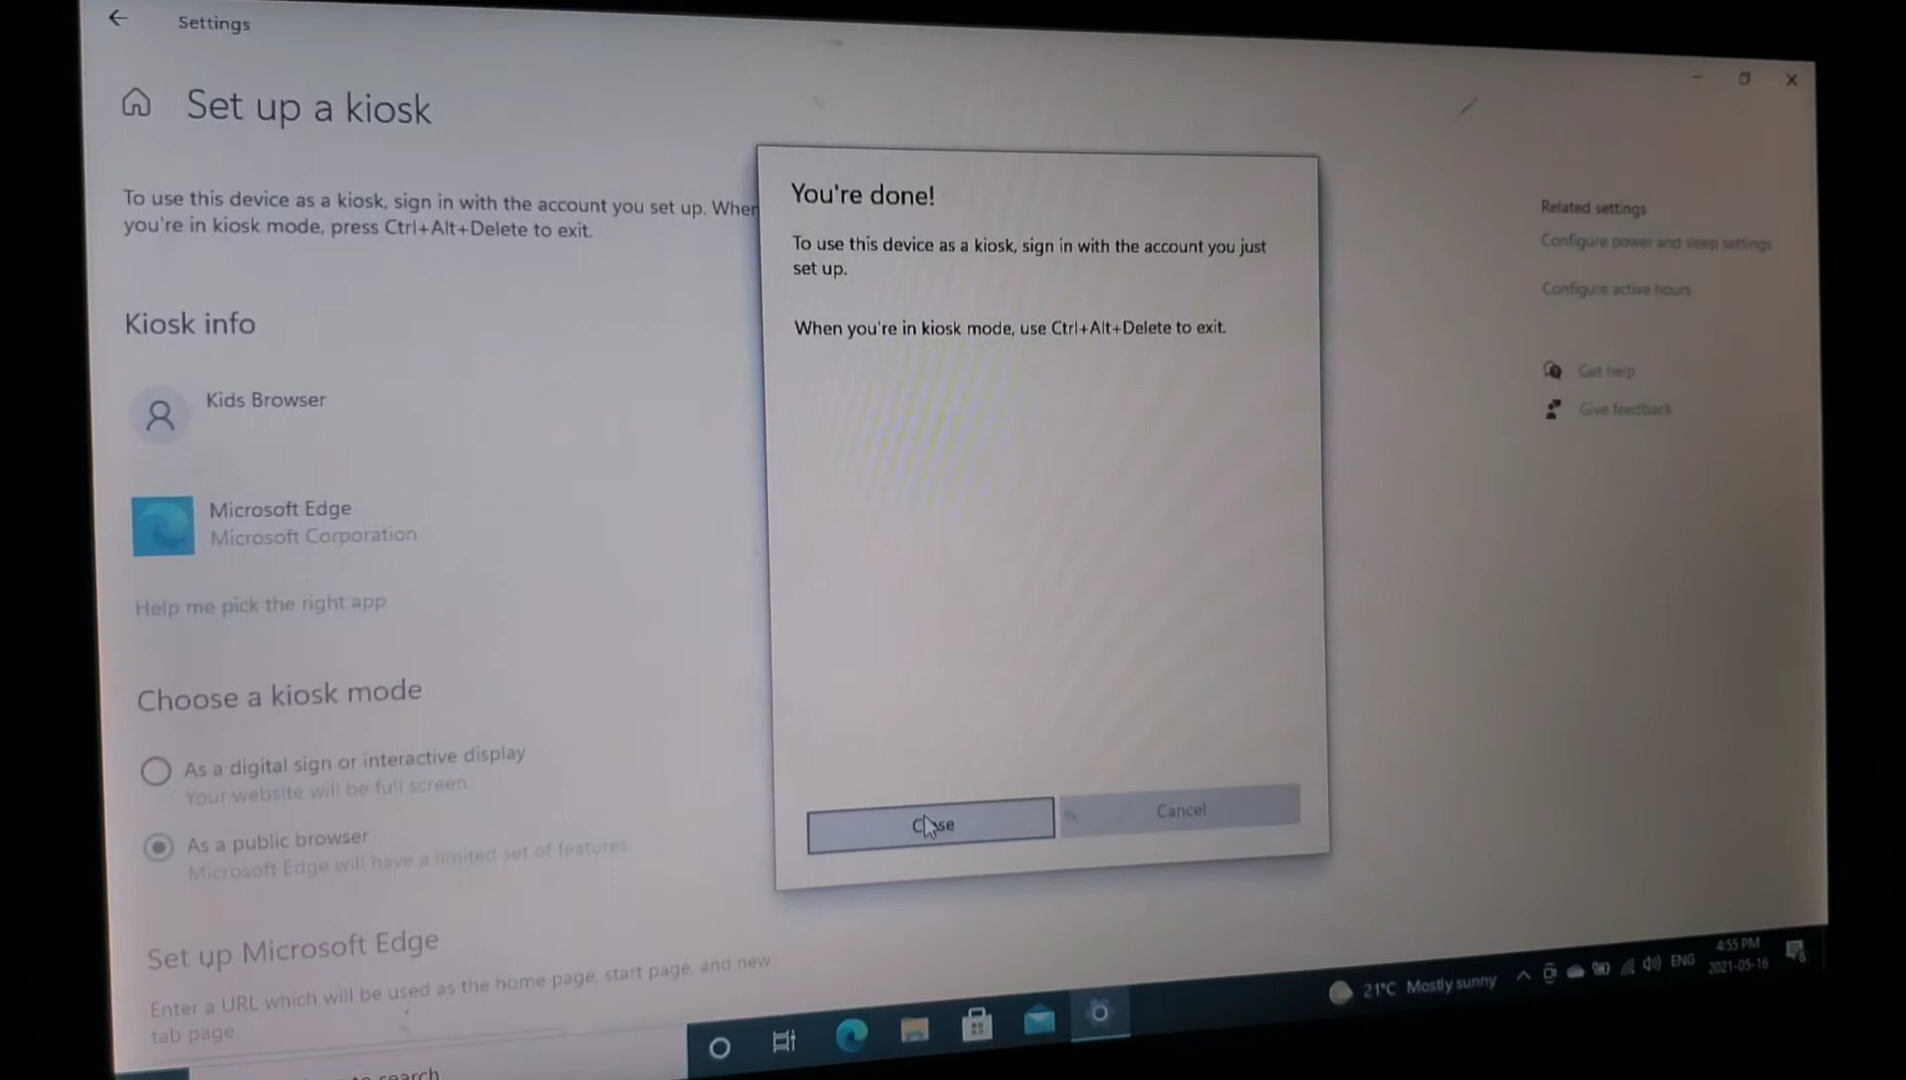 Settings
Set up a kiosk
To use this device as a kiosk, sign in with the account you set up. When
you're in kiosk mode, press Ctrl+Alt+Delete to exit.
Kiosk info
Kids Browser
Microsoft Edge
Microsoft Corporation
Help me pick the right app
Choose a kiosk mode
As a digital sign or interactive display
Your website will be full screen
As a public browser
Microsoft Edge will have a limited set of features
Set up Microsoft Edge
Enter a URL which will be used as the home page, start page, and new
tab page.
You're done!
To use this device as a kiosk, sign in with the account you just
set up.
When you're in kiosk mode, use Ctrl+Alt+Delete to exit.
Close
Cancel
Related settings
Configure power and sleep settings
Configure active hours
Get help
Give feedback
to search
21°C Mostly sunny
ENG
4:55 PM
2021-05-16